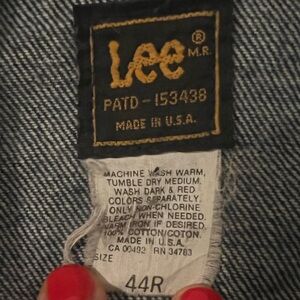 Lee®
M.R.
PATD-153438
MADE IN U.S.A.
MACHINE WASH WARM,
TUMBLE DRY MEDIUM.
WASH DARK & RED
COLORS SEPARATELY.
ONLY NON-CHLORINE
BLEACH WHEN NEEDED.
WARM IRON IF DESIRED.
100% COTTON/COTON.
MADE IN U.S.A.
CA 00492 RN 34783
SIZE
44R